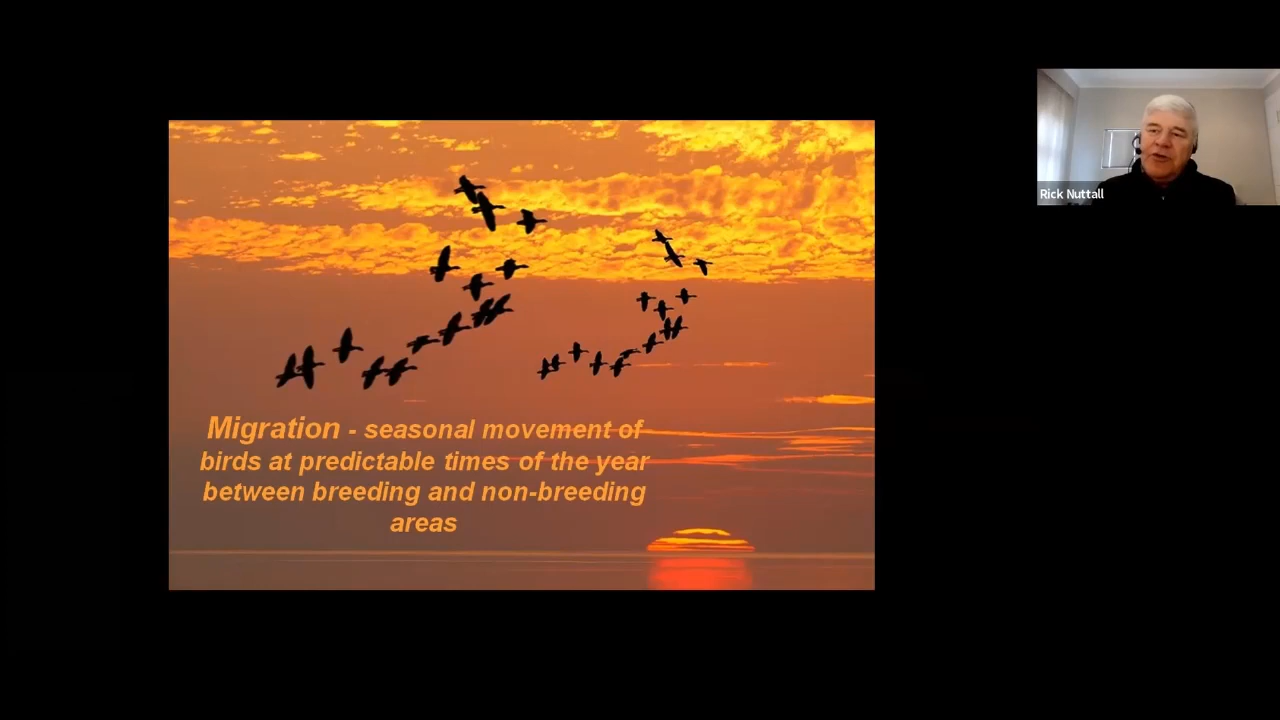 Migration - seasonal movement of
birds at predictable times of the year
between breeding and non-breeding
areas
Rick Nuttall